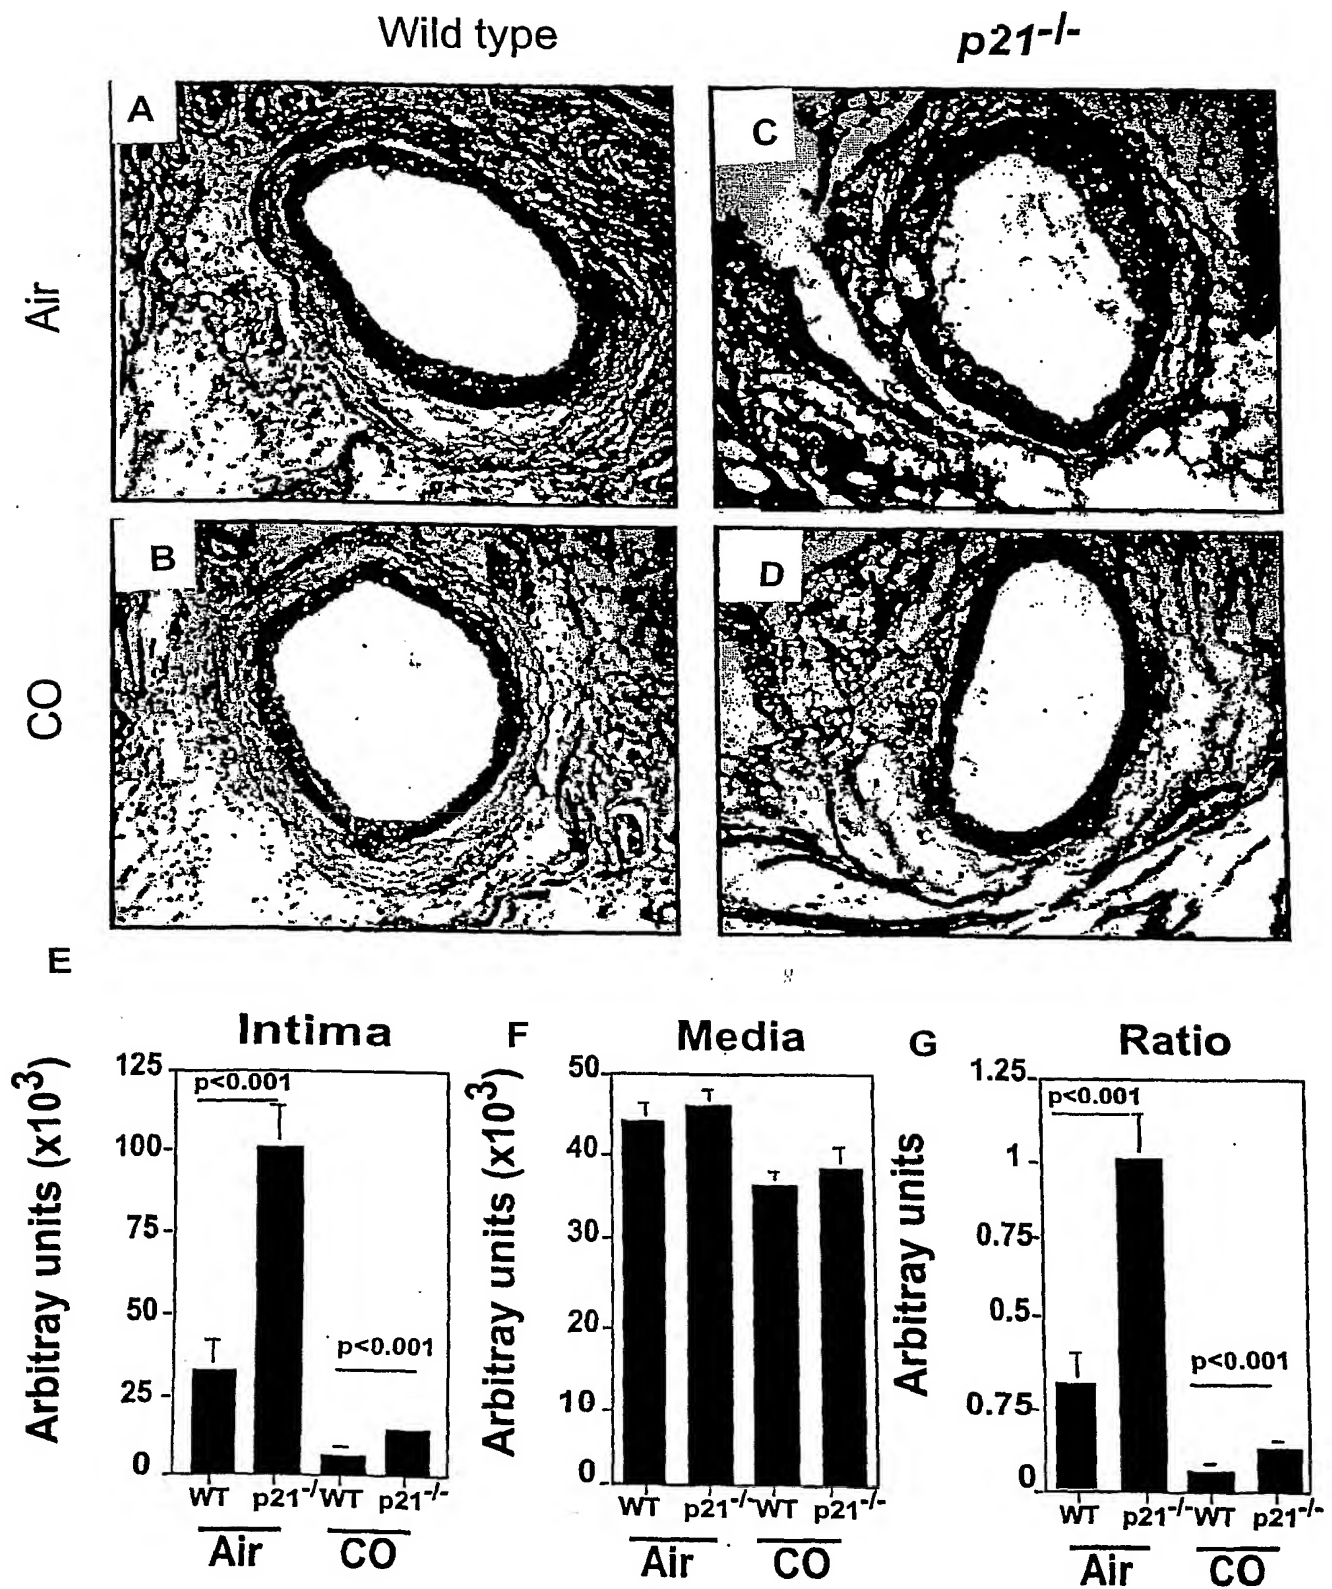 Wild type
p21-/-
Air
A
C
CO
B
D
E
Intima
Arbitray units (x10³)
125
100
75
50
25
0
p<0.001
p<0.001
WT p21-/- WT p21-/-
Air CO
F
Media
Arbitray units (x10³)
50
40
30
20
10
0
WT p21-/- WT p21-/-
Air CO
G
Ratio
Arbitray units
1.25
1
0.75
0.5
0.75
0
p<0.001
p<0.001
WT p21-/- WT p21-/-
Air CO